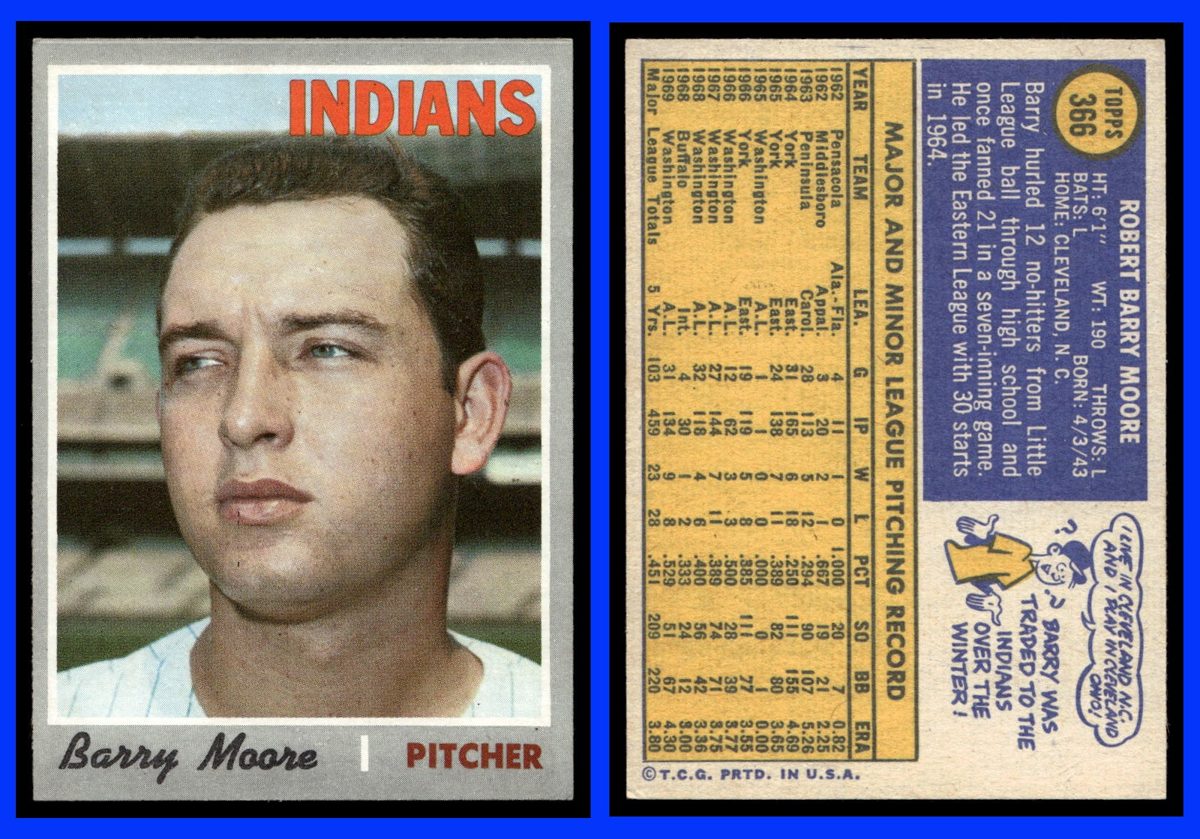 INDIANS
Barry Moore | PITCHER
TOPPS
366
ROBERT BARRY MOORE
HT: 6'1" WT: 190 THROWS: L
BATS: L BORN: 4/3/43
HOME: CLEVELAND, N. C.
Barry hurled 12 no-hitters from Little
League ball through high school and
once fanned 21 in a seven-inning game.
He led the Eastern League with 30 starts
in 1964.
I LIVE IN CLEVELAND N.C.
AND I PLAY IN CLEVELAND
OHIO!
?
?
BARRY WAS
TRADED TO THE
INDIANS
OVER THE
WINTER!
MAJOR AND MINOR LEAGUE PITCHING RECORD
YEAR TEAM LEA. G IP W L PCT SO BB ERA
1962 Pensacola Ala.-Fla. 4 11 1 0 1.000 20 7 0.82
1962 Middlesboro Appal. 3 20 2 1 .667 19 21 2.25
1963 Peninsula Carol. 28 113 5 12 .294 90 107 5.26
1964 York East. 31 165 6 18 .250 111 155 4.69
1965 York East. 24 138 7 11 .389 82 80 3.65
1965 Washington A.L. 1 1 0 0 .000 0 1 0.00
1966 York East. 19 119 5 11 .313 111 77 3.55
1966 Washington A.L. 12 62 3 3 .500 28 39 3.77
1967 Washington A.L. 27 144 7 11 .389 74 71 3.75
1968 Washington A.L. 32 118 4 6 .400 56 42 3.38
1968 Buffalo Int. 4 30 1 2 .333 24 12 3.00
1969 Washington A.L. 31 134 9 8 .529 51 67 4.30
Major League Totals 5 Yrs. 103 459 23 28 .451 209 220 3.80
©T.C.G. PRTD. IN U.S.A.